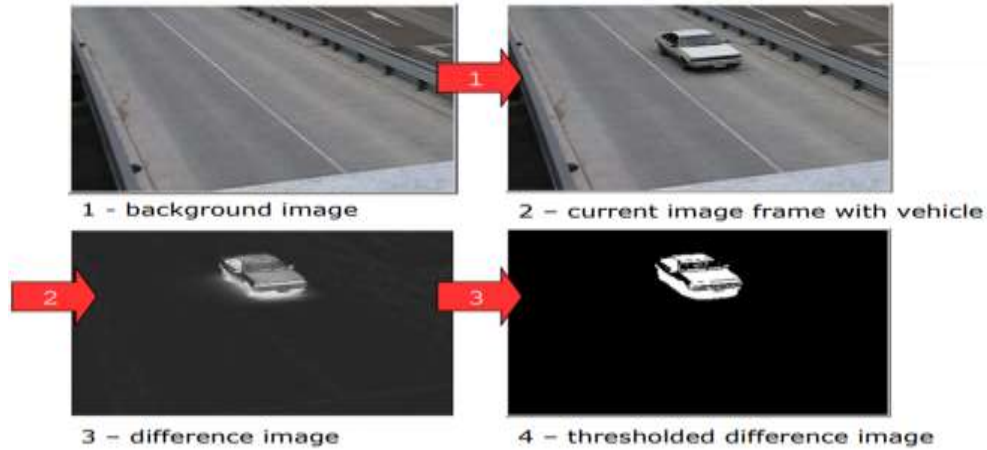 1
1 - background image
2 – current image frame with vehicle
2
3
3 – difference image
4 – thresholded difference image